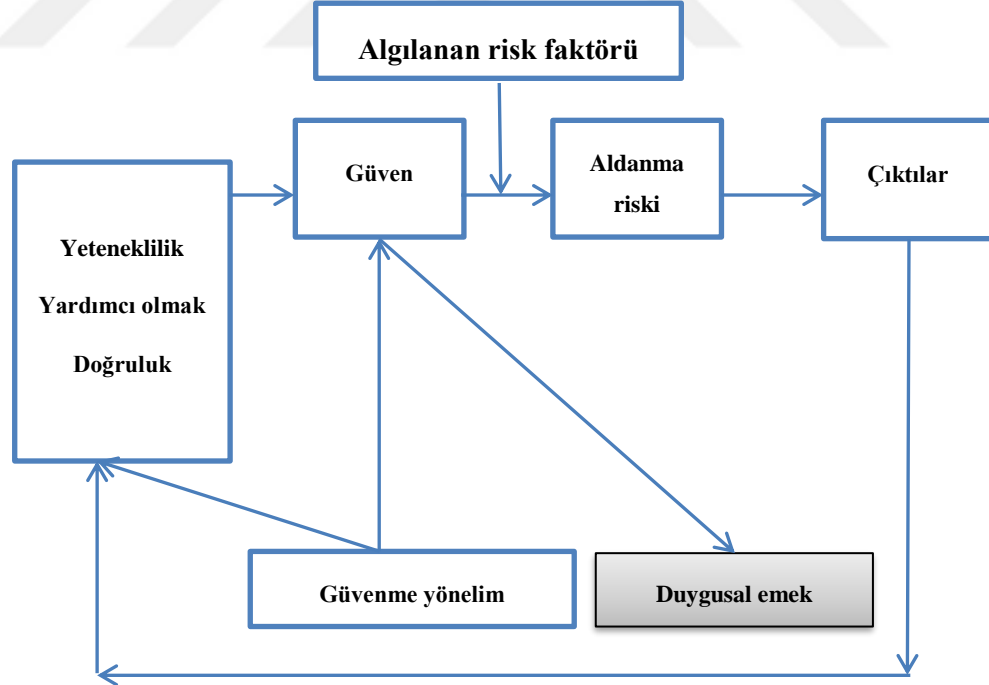 Algılanan risk faktörü
Güven
Aldanma
riski
Çıktılar
Yeteneklilik
Yardımcı olmak
Doğruluk
Güvenme yönelim
Duygusal emek